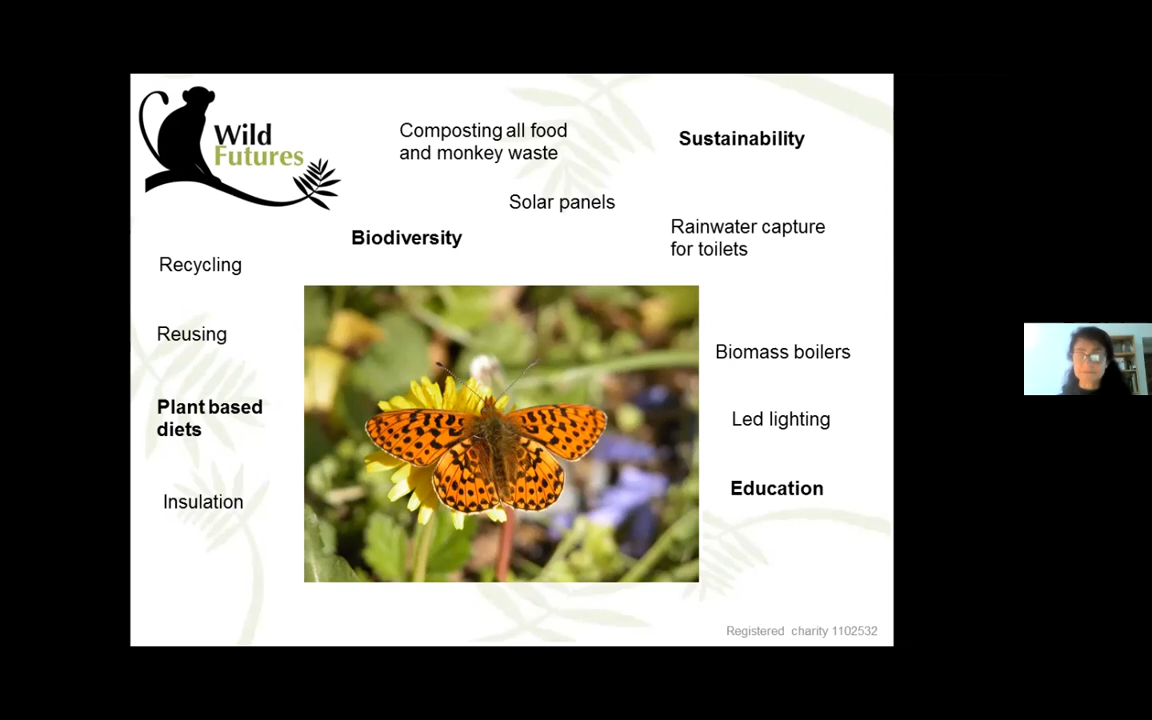 Wild
Futures
Composting all food
and monkey waste
Sustainability
Solar panels
Rainwater capture
for toilets
Biodiversity
Recycling
Reusing
Biomass boilers
Plant based
diets
Led lighting
Education
Insulation
Registered charity 1102532